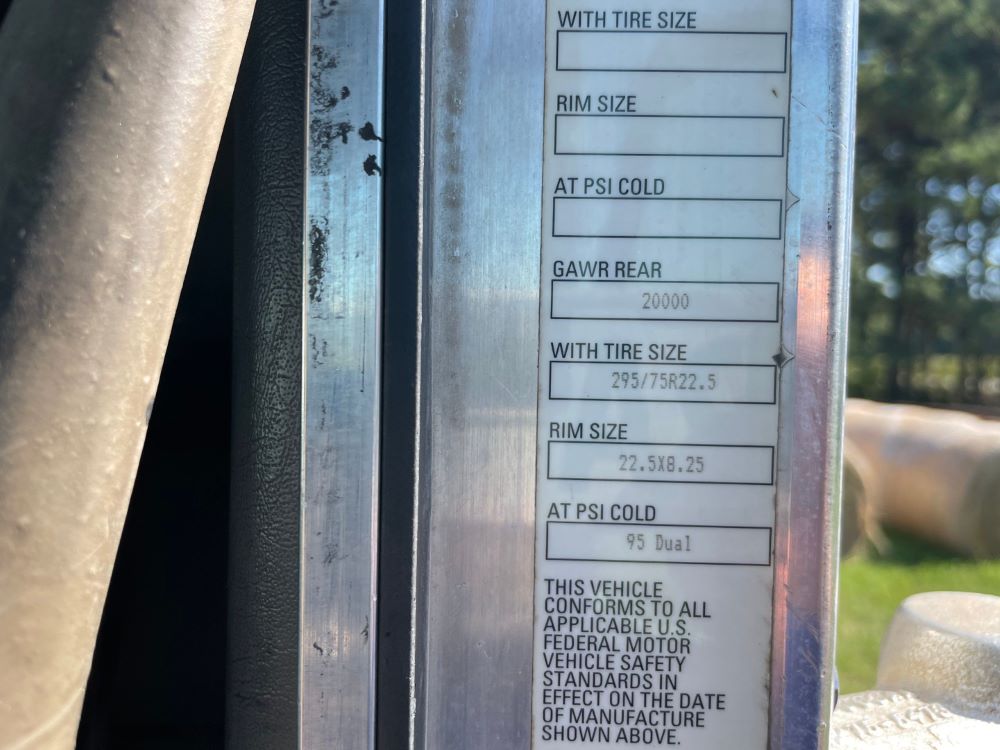 WITH TIRE SIZE
RIM SIZE
AT PSI COLD
GAWR REAR
20000
WITH TIRE SIZE
295/75R22.5
RIM SIZE
22.5X8.25
AT PSI COLD
95 Dual
THIS VEHICLE
CONFORMS TO ALL
APPLICABLE U.S.
FEDERAL MOTOR
VEHICLE SAFETY
STANDARDS IN
EFFECT ON THE DATE
OF MANUFACTURE
SHOWN ABOVE.